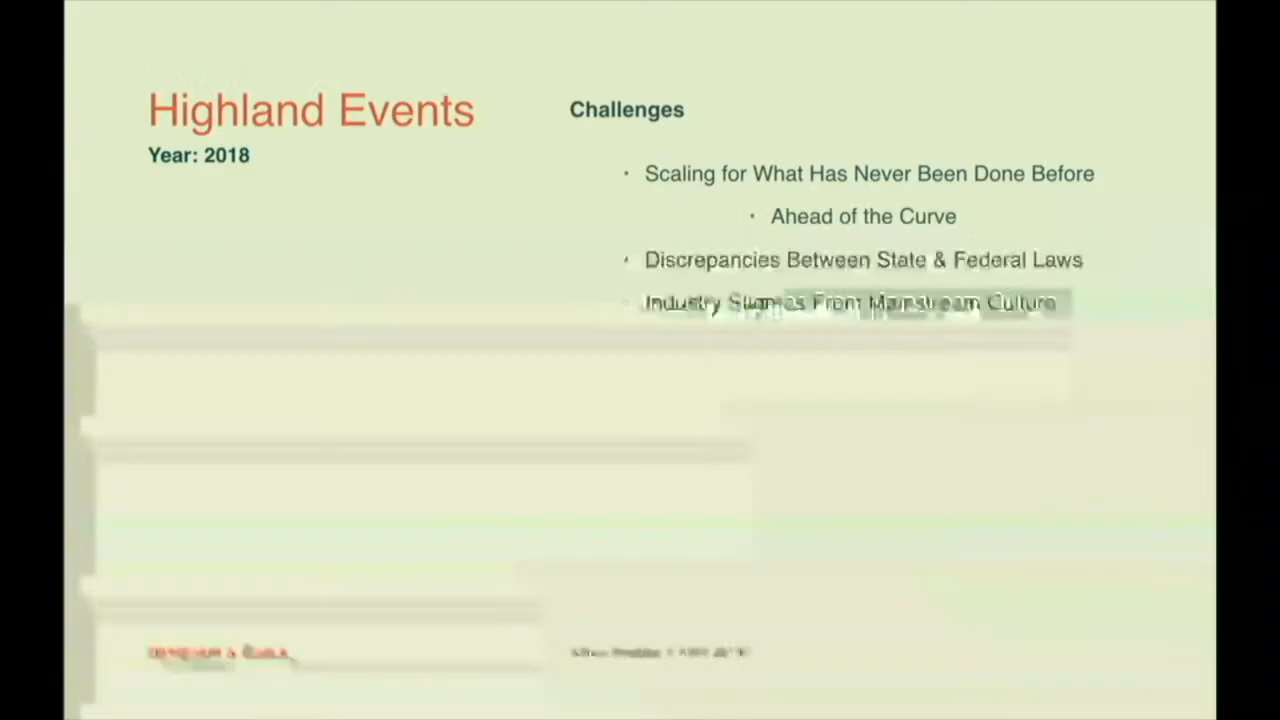 Highland Events
Year: 2018
Challenges
· Scaling for What Has Never Been Done Before
· Ahead of the Curve
· Discrepancies Between State & Federal Laws
· Industry Stigmas From Mainstream Culture